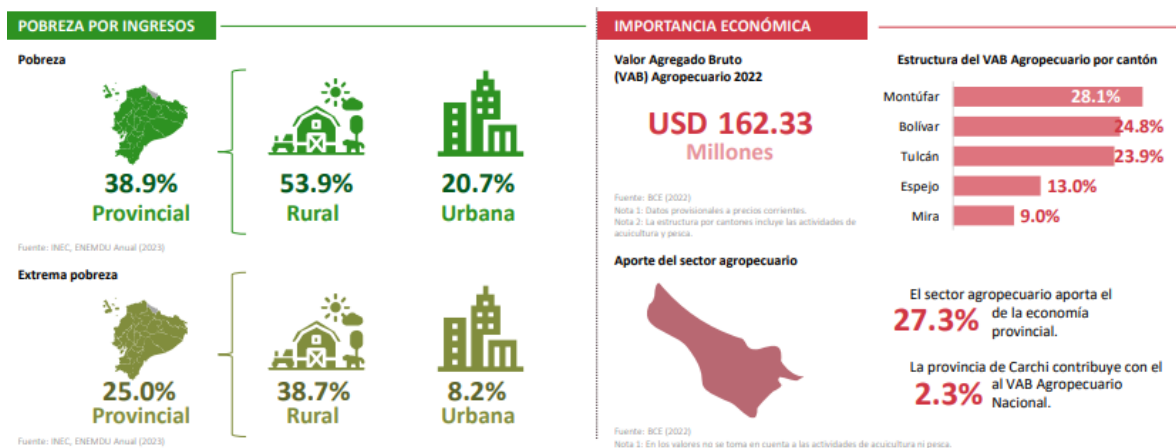 POBREZA POR INGRESOS
Pobreza
38.9%
Provincial
53.9%
Rural
20.7%
Urbana
Fuente: INEC, ENEMDU Anual (2023)
Extrema pobreza
25.0%
Provincial
38.7%
Rural
8.2%
Urbana
Fuente: INEC, ENEMDU Anual (2023)
IMPORTANCIA ECONÓMICA
Valor Agregado Bruto
(VAB) Agropecuario 2022
USD 162.33
Millones
Fuente: BCE (2022)
Nota 1: Datos provisionales a precios corrientes.
Nota 2: La estructura por cantones incluye las actividades de
acuicultura y pesca.
Estructura del VAB Agropecuario por cantón
Montúfar 28.1%
Bolívar 24.8%
Tulcán 23.9%
Espejo 13.0%
Mira 9.0%
Aporte del sector agropecuario
El sector agropecuario aporta el
27.3% de la economía
provincial.
La provincia de Carchi contribuye con el
2.3% al VAB Agropecuario
Nacional.
Fuente: BCE (2022)
Nota 1: En los valores no se toma en cuenta a las actividades de acuicultura ni pesca.